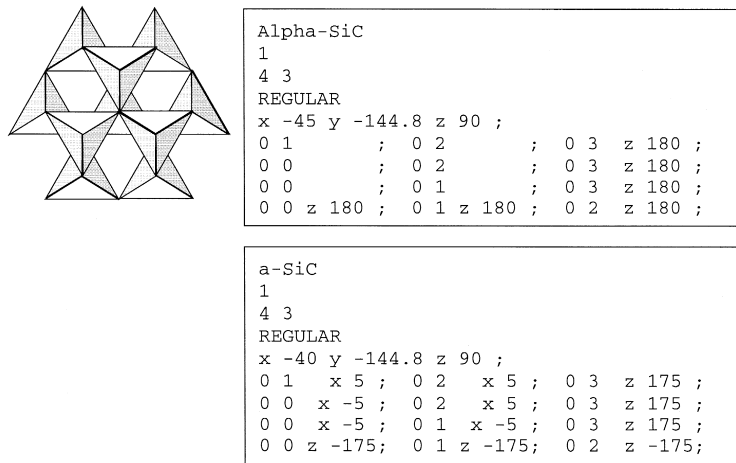 Alpha-SiC
1
4 3
REGULAR
x -45 y -144.8 z 90 ;
0 1 ; 0 2 ; 0 3 z 180 ;
0 0 ; 0 2 ; 0 3 z 180 ;
0 0 ; 0 1 ; 0 3 z 180 ;
0 0 z 180 ; 0 1 z 180 ; 0 2 z 180 ;
a-SiC
1
4 3
REGULAR
x -40 y -144.8 z 90 ;
0 1 x 5 ; 0 2 x 5 ; 0 3 z 175 ;
0 0 x -5 ; 0 2 x 5 ; 0 3 z 175 ;
0 0 x -5 ; 0 1 x -5 ; 0 3 z 175 ;
0 0 z -175; 0 1 z -175; 0 2 z -175;